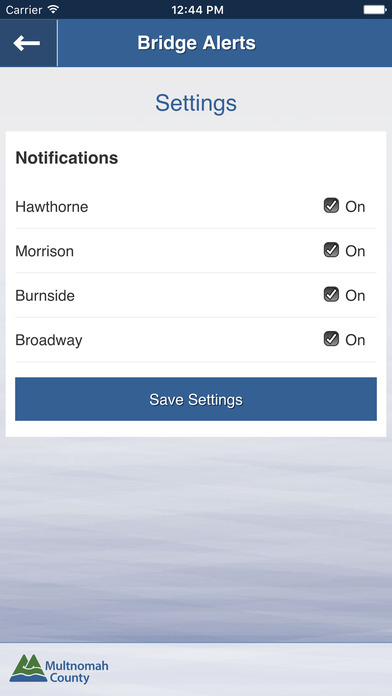 Carrier 12:44 PM
Bridge Alerts
Settings
Notifications
Hawthorne On
Morrison On
Burnside On
Broadway On
Save Settings
Multnomah
County